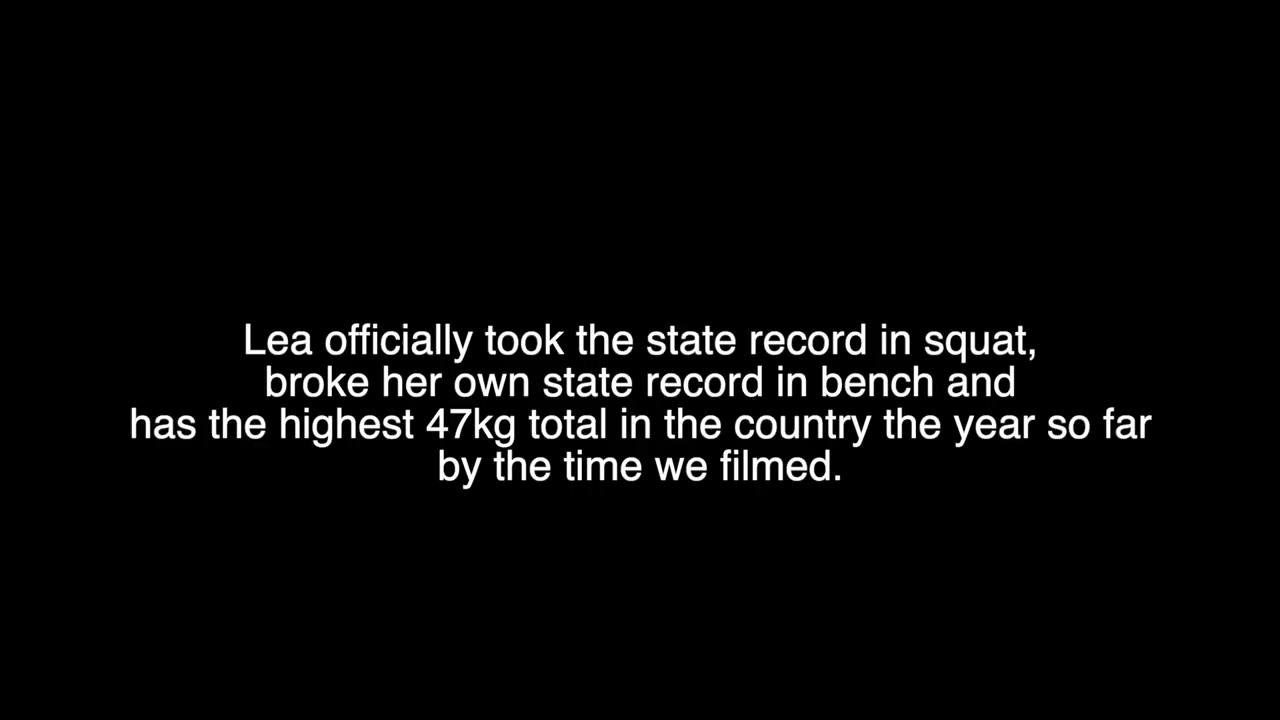 Lea officially took the state record in squat,
broke her own state record in bench and
has the highest 47kg total in the country the year so far
by the time we filmed.